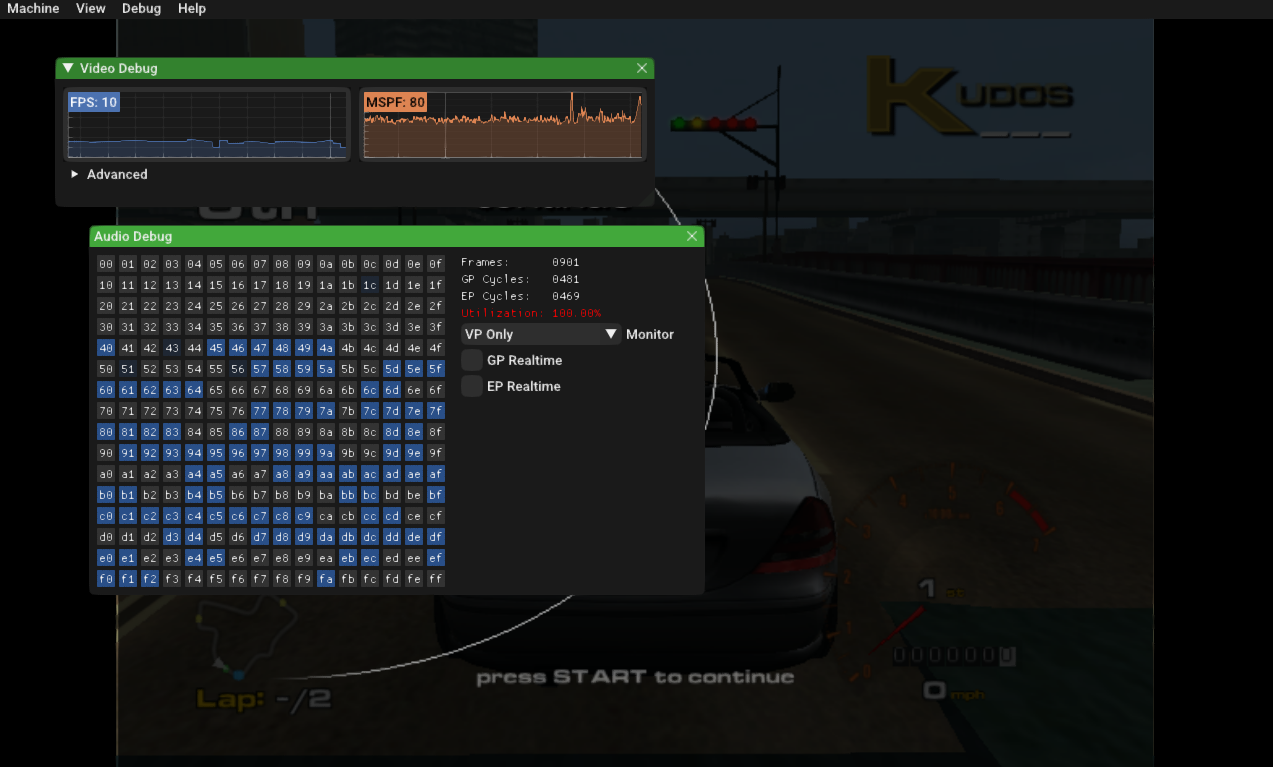 Machine View Debug Help
Video Debug
FPS: 10
MSPF: 80
Advanced
KUDOS
Audio Debug
00 01 02 03 04 05 06 07 08 09 0a 0b 0c 0d 0e 0f
10 11 12 13 14 15 16 17 18 19 1a 1b 1c 1d 1e 1f
20 21 22 23 24 25 26 27 28 29 2a 2b 2c 2d 2e 2f
30 31 32 33 34 35 36 37 38 39 3a 3b 3c 3d 3e 3f
40 41 42 43 44 45 46 47 48 49 4a 4b 4c 4d 4e 4f
50 51 52 53 54 55 56 57 58 59 5a 5b 5c 5d 5e 5f
60 61 62 63 64 65 66 67 68 69 6a 6b 6c 6d 6e 6f
70 71 72 73 74 75 76 77 78 79 7a 7b 7c 7d 7e 7f
80 81 82 83 84 85 86 87 88 89 8a 8b 8c 8d 8e 8f
90 91 92 93 94 95 96 97 98 99 9a 9b 9c 9d 9e 9f
a0 a1 a2 a3 a4 a5 a6 a7 a8 a9 aa ab ac ad ae af
b0 b1 b2 b3 b4 b5 b6 b7 b8 b9 ba bb bc bd be bf
c0 c1 c2 c3 c4 c5 c6 c7 c8 c9 ca cb cc cd ce cf
d0 d1 d2 d3 d4 d5 d6 d7 d8 d9 da db dc dd de df
e0 e1 e2 e3 e4 e5 e6 e7 e8 e9 ea eb ec ed ee ef
f0 f1 f2 f3 f4 f5 f6 f7 f8 f9 fa fb fc fd fe ff
Frames: 0901
GP Cycles: 0481
EP Cycles: 0469
Utilization: 100.00%
VP Only Monitor
GP Realtime
EP Realtime
1st
0000000
press START to continue
0 mph
Lap: -/2